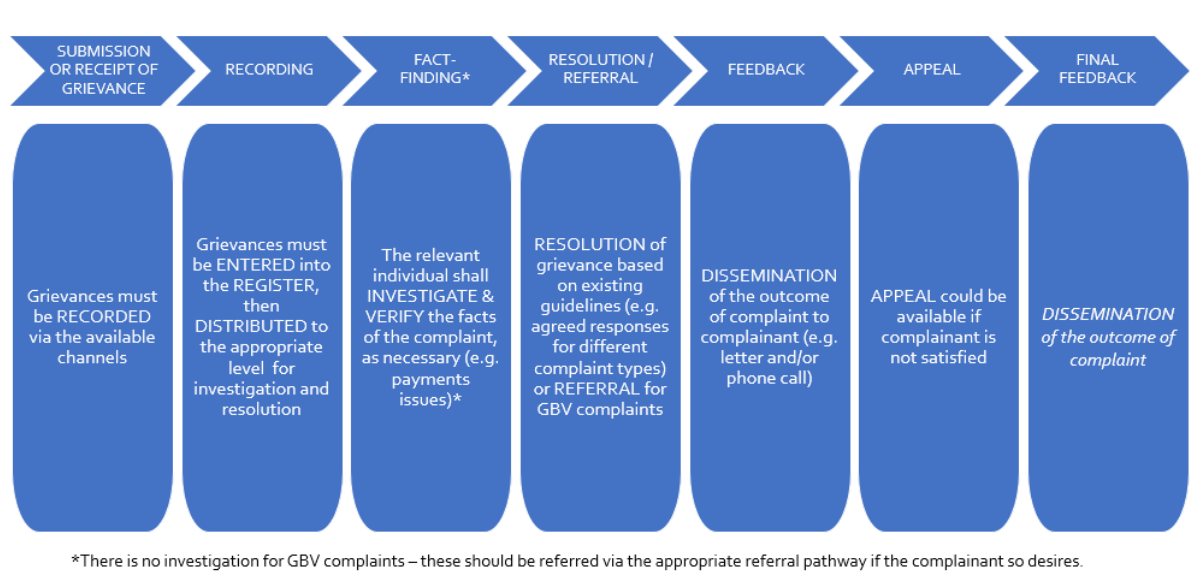 SUBMISSION
OR RECEIPT OF
GRIEVANCE
RECORDING
FACT-
FINDING*
RESOLUTION /
REFERRAL
FEEDBACK
APPEAL
FINAL
FEEDBACK
Grievances must
be RECORDED
via the available
channels
Grievances must
be ENTERED into
the REGISTER,
then
DISTRIBUTED to
the appropriate
level for
investigation and
resolution
The relevant
individual shall
INVESTIGATE &
VERIFY the facts
of the complaint,
as necessary (e.g.
payments
issues)*
RESOLUTION of
grievance based
on existing
guidelines (e.g.
agreed responses
for different
complaint types)
or REFERRAL for
GBV complaints
DISSEMINATION
of the outcome
of complaint to
complainant (e.g.
letter and/or
phone call)
APPEAL could be
available if
complainant is
not satisfied
DISSEMINATION
of the outcome of
complaint
*There is no investigation for GBV complaints – these should be referred via the appropriate referral pathway if the complainant so desires.